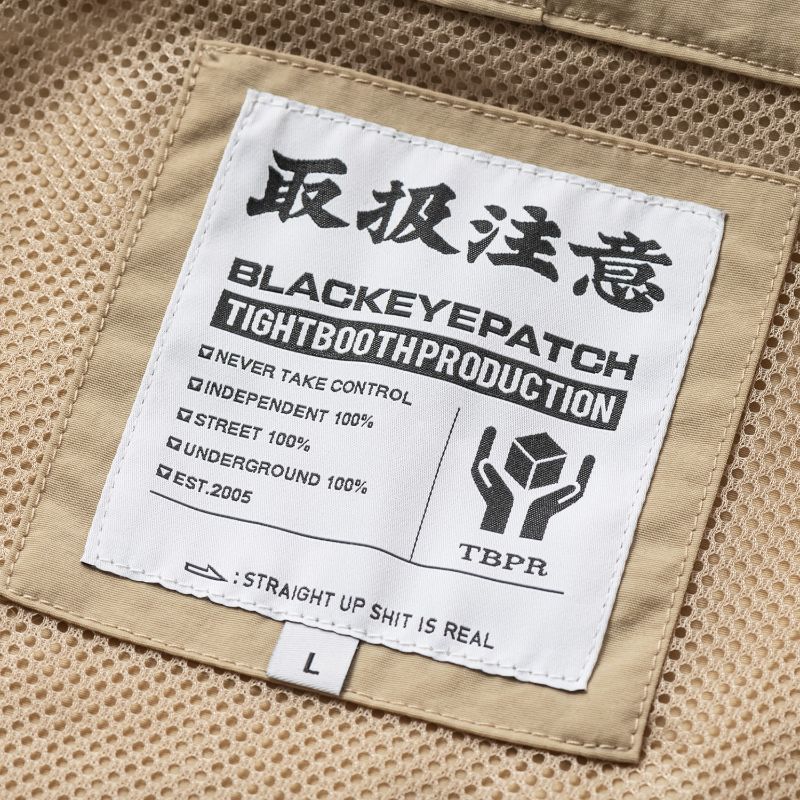 取扱注意
BLACKEYEPATCH
TIGHTBOOTHPRODUCTION
NEVER TAKE CONTROL
INDEPENDENT 100%
STREET 100%
UNDERGROUND 100%
EST.2005
TBPR
: STRAIGHT UP SHIT IS REAL
L